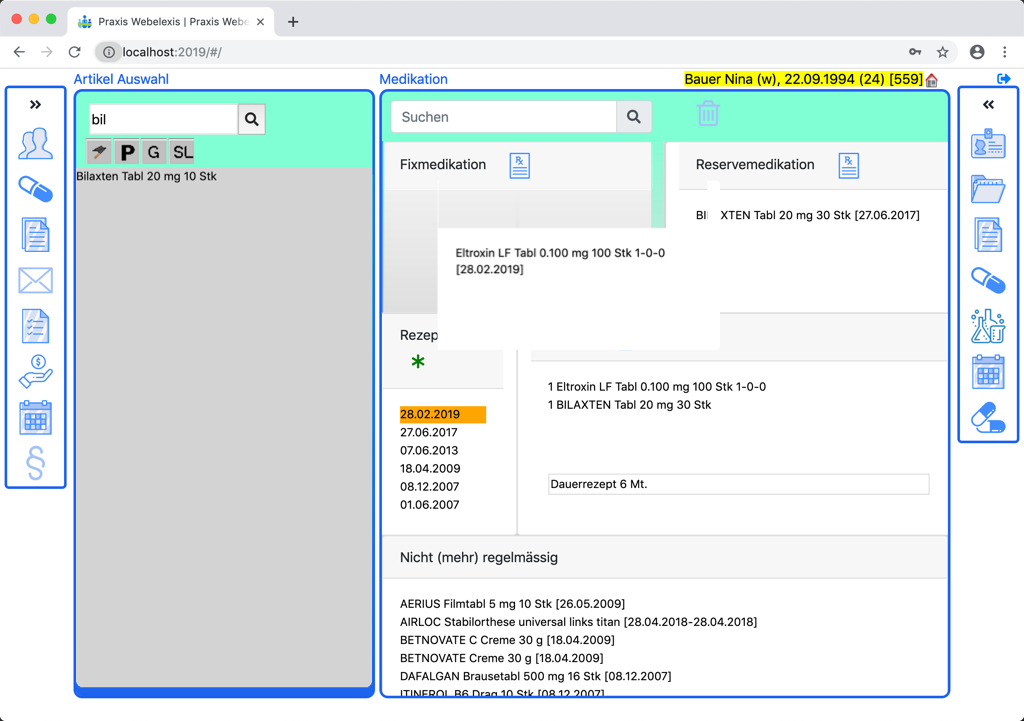 Praxis Webelexis | Praxis Webe
localhost:2019/#/
Artikel Auswahl
Medikation
Bauer Nina (w), 22.09.1994 (24) [559]
bil
P G SL
Bilaxten Tabl 20 mg 10 Stk
Suchen
Fixmedikation
Reservemedikation
BI XTEN Tabl 20 mg 30 Stk [27.06.2017]
Eltroxin LF Tabl 0.100 mg 100 Stk 1-0-0
[28.02.2019]
Rezep
28.02.2019
27.06.2017
07.06.2013
18.04.2009
08.12.2007
01.06.2007
1 Eltroxin LF Tabl 0.100 mg 100 Stk 1-0-0
1 BILAXTEN Tabl 20 mg 30 Stk
Dauerrezept 6 Mt.
Nicht (mehr) regelmässig
AERIUS Filmtabl 5 mg 10 Stk [26.05.2009]
AIRLOC Stabilorthese universal links titan [28.04.2018-28.04.2018]
BETNOVATE C Creme 30 g [18.04.2009]
BETNOVATE Creme 30 g [18.04.2009]
DAFALGAN Brausetabl 500 mg 16 Stk [08.12.2007]
ITINEROL B6 Drag 10 Stk [08.12.2007]